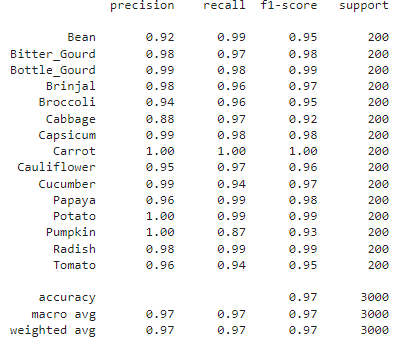 precision recall f1-score support
Bean 0.92 0.99 0.95 200
Bitter_Gourd 0.98 0.97 0.98 200
Bottle_Gourd 0.99 0.98 0.99 200
Brinjal 0.98 0.96 0.97 200
Broccoli 0.94 0.96 0.95 200
Cabbage 0.88 0.97 0.92 200
Capsicum 0.99 0.98 0.98 200
Carrot 1.00 1.00 1.00 200
Cauliflower 0.95 0.97 0.96 200
Cucumber 0.99 0.94 0.97 200
Papaya 0.96 0.99 0.98 200
Potato 1.00 0.99 0.99 200
Pumpkin 1.00 0.87 0.93 200
Radish 0.98 0.99 0.99 200
Tomato 0.96 0.94 0.95 200
accuracy 0.97 3000
macro avg 0.97 0.97 0.97 3000
weighted avg 0.97 0.97 0.97 3000